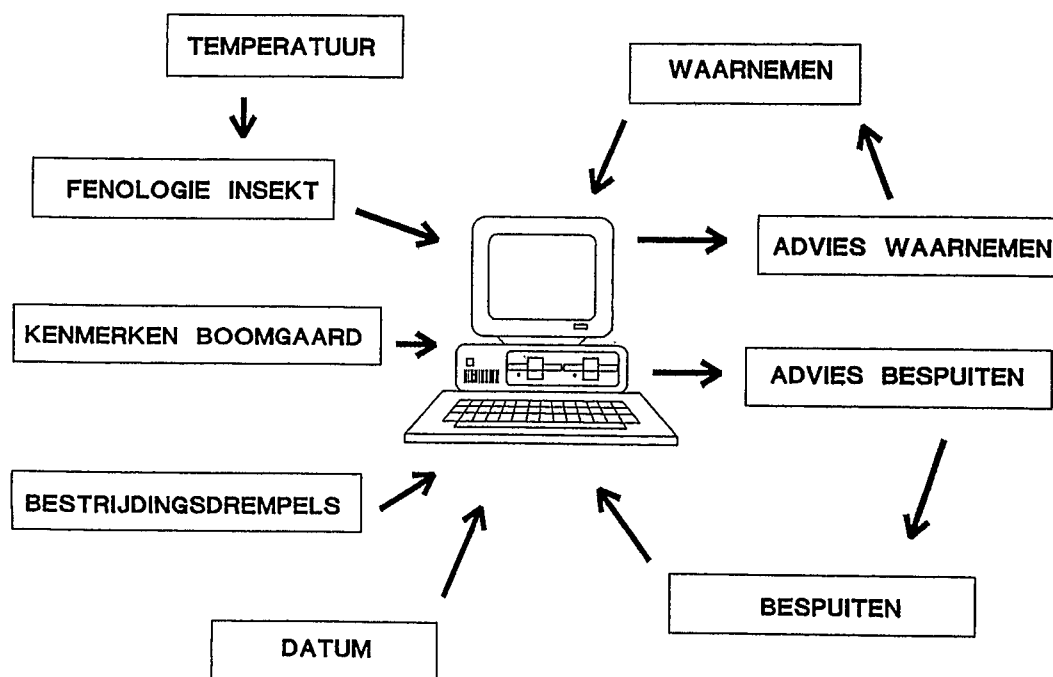 TEMPERATUUR
WAARNEMEN
FENOLOGIE INSEKT
ADVIES WAARNEMEN
KENMERKEN BOOMGAARD
ADVIES BESPUITEN
BESTRIJDINGSDREMPELS
BESPUITEN
DATUM